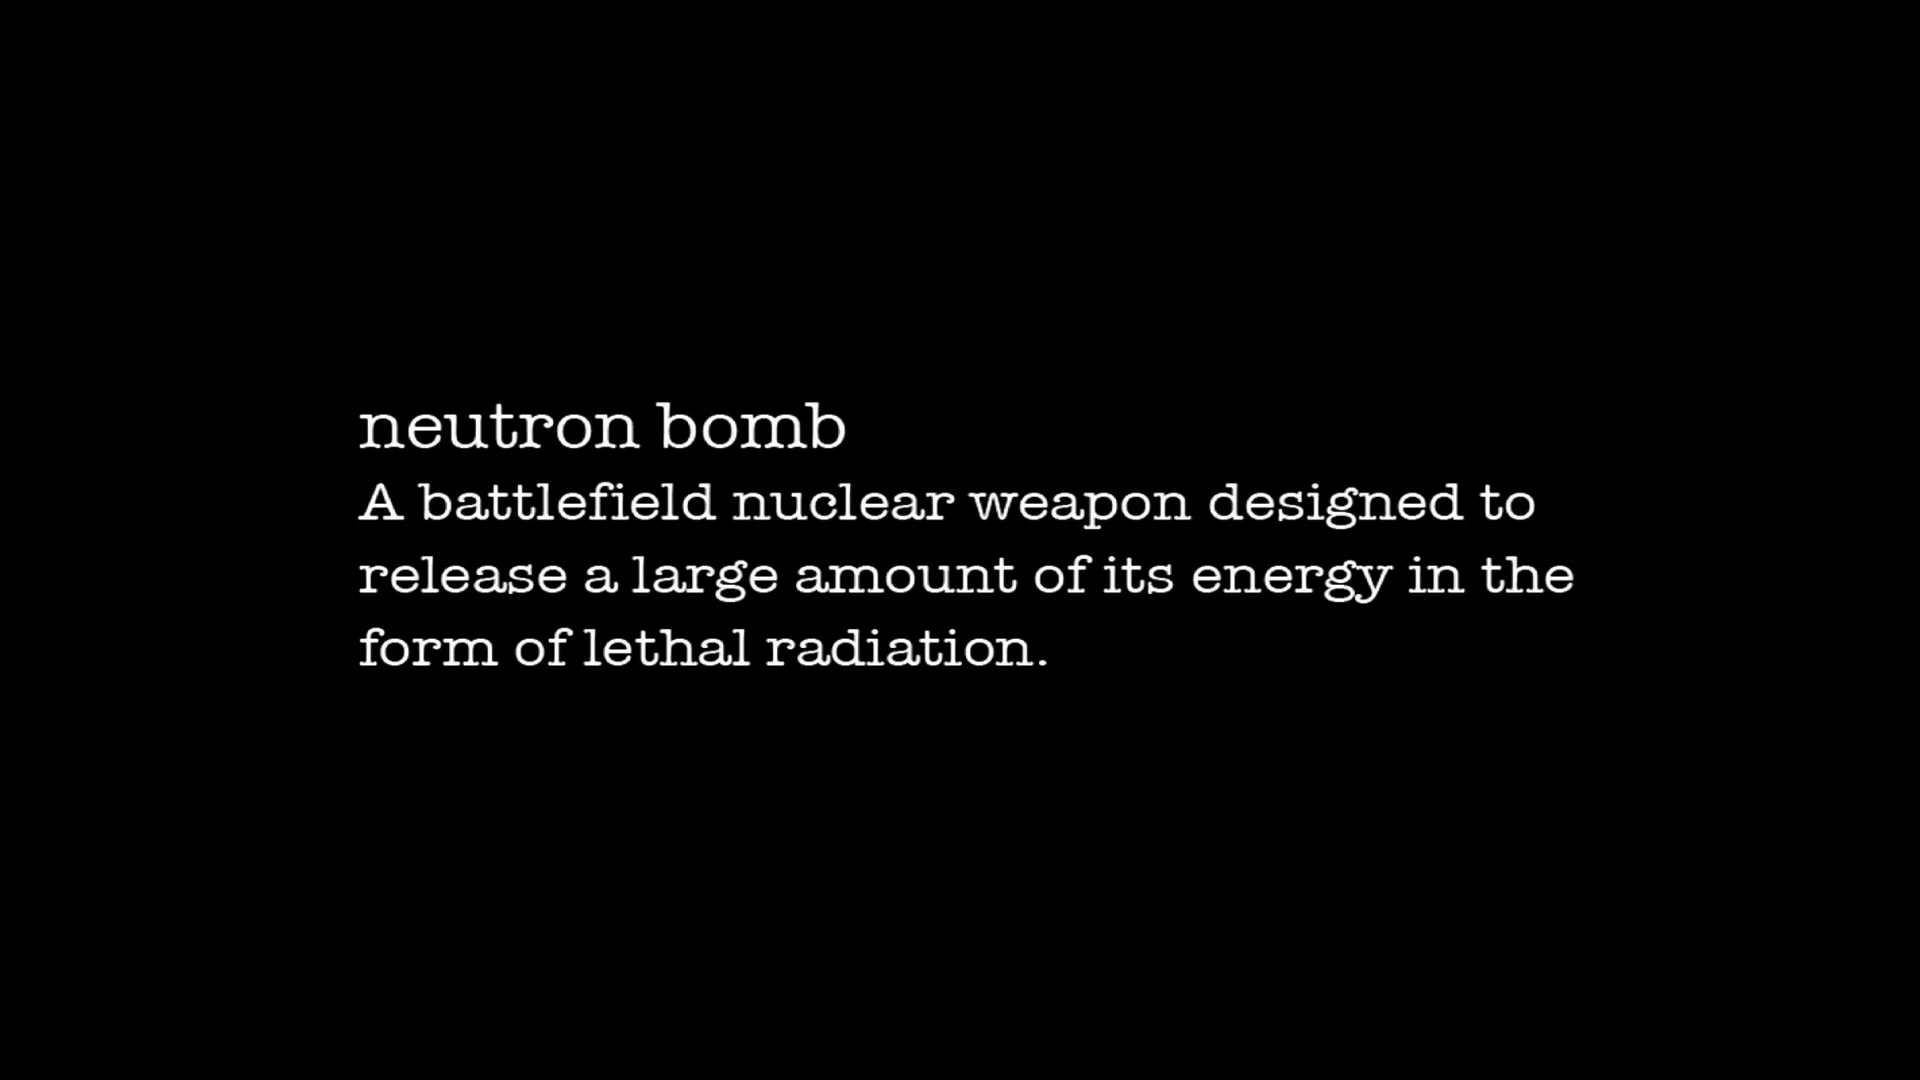 neutron bomb
A battlefield nuclear weapon designed to
release a large amount of its energy in the
form of lethal radiation.